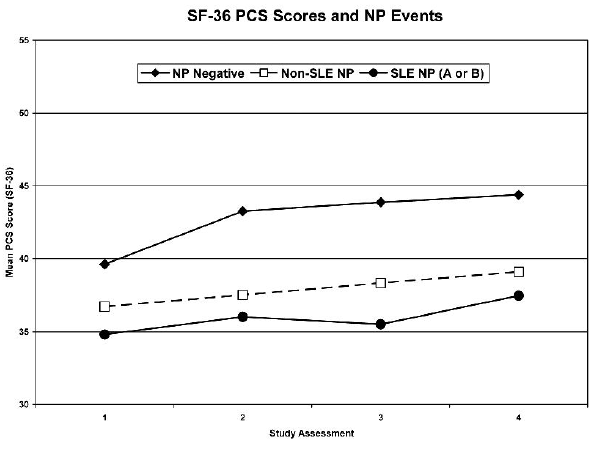 SF-36 PCS Scores and NP Events
55
NP Negative Non-SLE NP SLE NP (A or B)
50
45
Mean PCS Score (SF-36)
40
35
30
1 2 3 4
Study Assessment